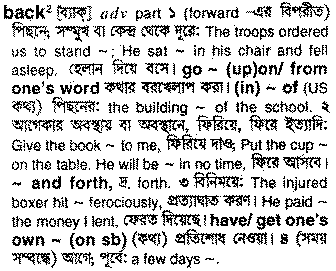 back² [ব্যাক্] adv part ১ (forward -এর বিপরীত)
পিছনে, সম্মুখ বা কেন্দ্র থেকে দূরে: The troops ordered
us to stand ~; He sat ~ in his chair and fell
asleep. হেলান দিয়ে বসে। go ~ (up)on/ from
one's word কথার বরখেলাপ করা। (in) ~ of (US
কথ্য) পিছনের: the building ~ of the school. ২
আগেকার অবস্থায় বা অবস্থানে, ফিরিয়ে, ফিরে ইত্যাদি:
Give the book ~ to me, ফিরিয়ে দাও; Put the cup ~
on the table. He will be ~ in no time, ফিরে আসবে।
~ and forth, দ্র. forth. ৩ বিনিময়ে: The injured
boxer hit ~ ferociously, প্রত্যাঘাত করল। He paid ~
the money I lent, ফেরত দিয়েছে। have/ get one's
own ~ (on sb) (কথ্য) প্রতিশোধ নেওয়া। ৪ (সময়
সম্বন্ধে) আগে, পূর্বে: a few days ~.